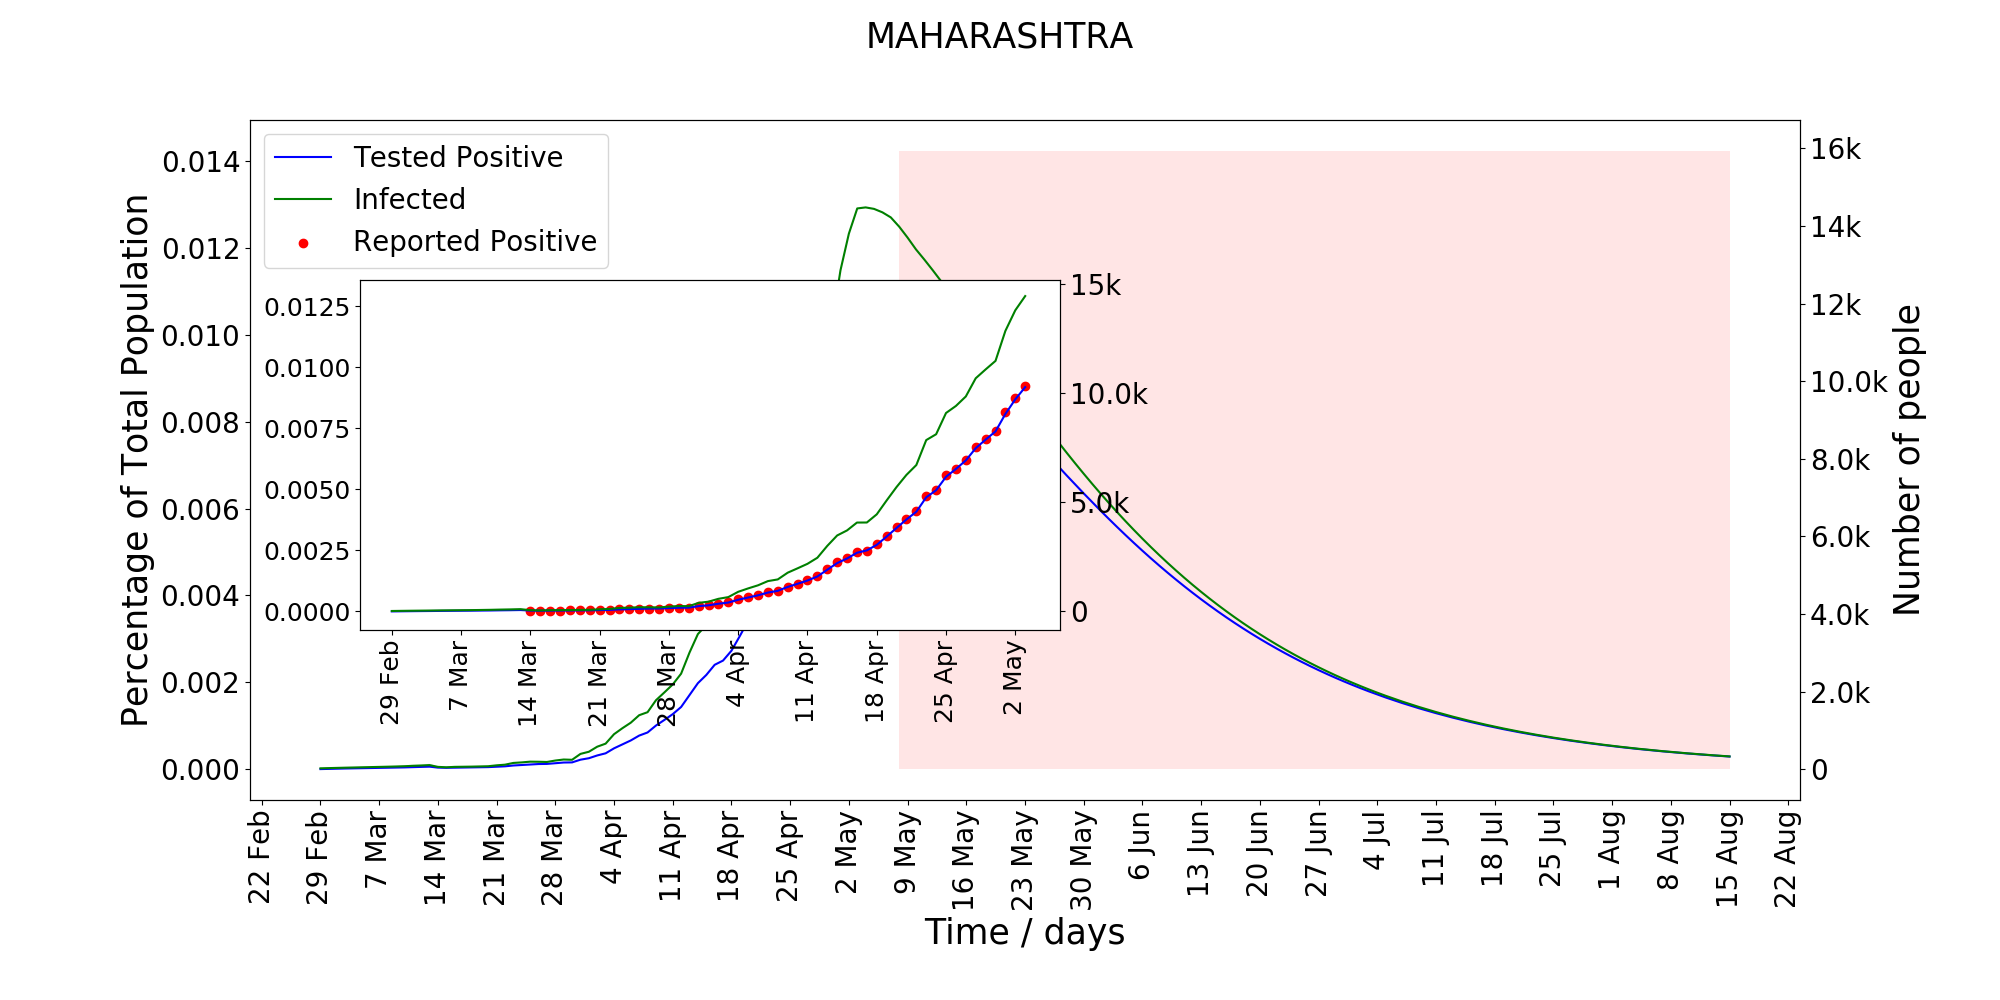 MAHARASHTRA
Tested Positive
Infected
Reported Positive
Percentage of Total Population
0.014
0.012
0.010
0.008
0.006
0.004
0.002
0.000
0.0125
0.0100
0.0075
0.0050
0.0025
0.0000
15k
10.0k
5.0k
0
29 Feb
7 Mar
14 Mar
21 Mar
28 Mar
4 Apr
11 Apr
18 Apr
25 Apr
2 May
16k
14k
12k
10.0k
8.0k
6.0k
4.0k
2.0k
0
Number of people
22 Feb
29 Feb
7 Mar
14 Mar
21 Mar
28 Mar
4 Apr
11 Apr
18 Apr
25 Apr
2 May
9 May
16 May
23 May
30 May
6 Jun
13 Jun
20 Jun
27 Jun
4 Jul
11 Jul
18 Jul
25 Jul
1 Aug
8 Aug
15 Aug
22 Aug
Time / days